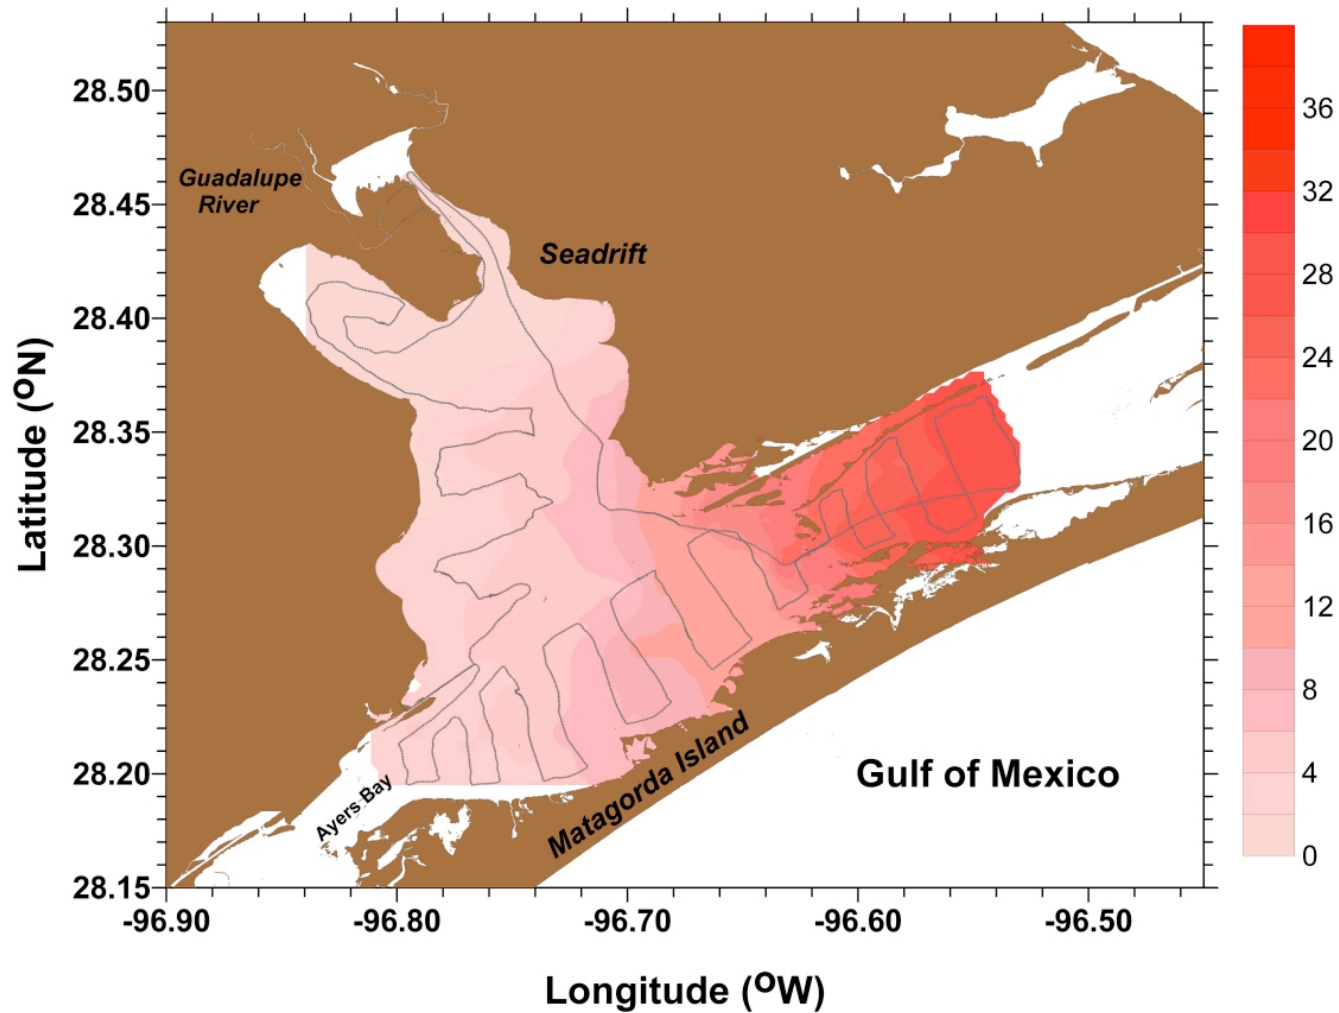 28.50
28.45
28.40
28.35
28.30
28.25
28.20
28.15
Latitude (ᴼN)
Guadalupe
River
Seadrift
Ayers Bay
Matagorda Island
Gulf of Mexico
-96.90
-96.80
-96.70
-96.60
-96.50
Longitude (ᴼW)
36
32
28
24
20
16
12
8
4
0